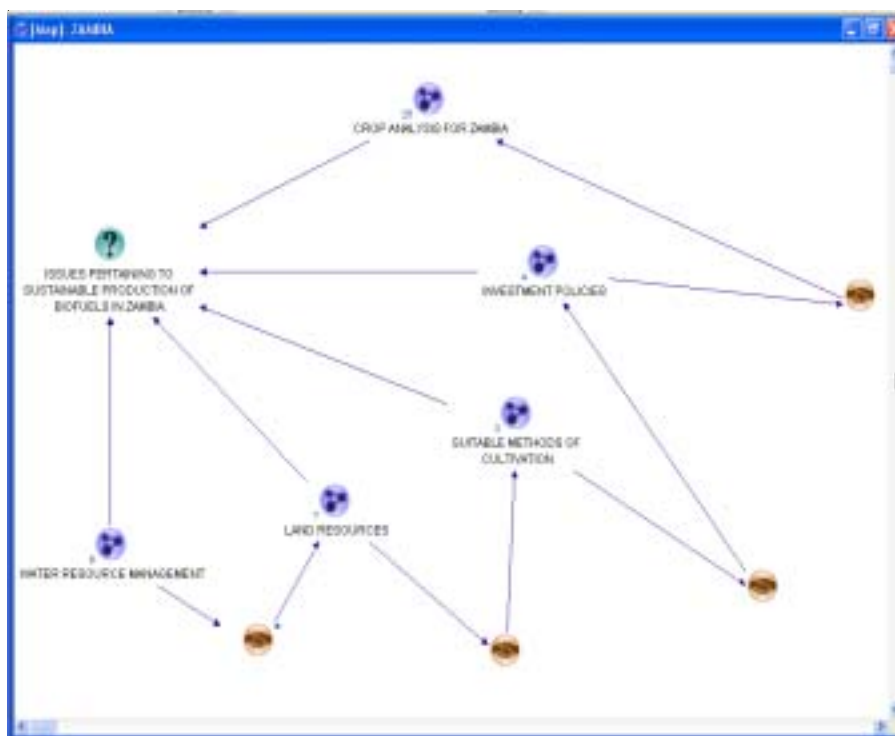 [Map] : ZAMBIA
CROP ANALYSIS FOR ZAMBIA
?
ISSUES PERTAINING TO
SUSTAINABLE PRODUCTION OF
BIOFUELS IN ZAMBIA
INVESTMENT POLICIES
SUITABLE METHODS OF
CULTIVATION
LAND RESOURCES
WATER RESOURCE MANAGEMENT